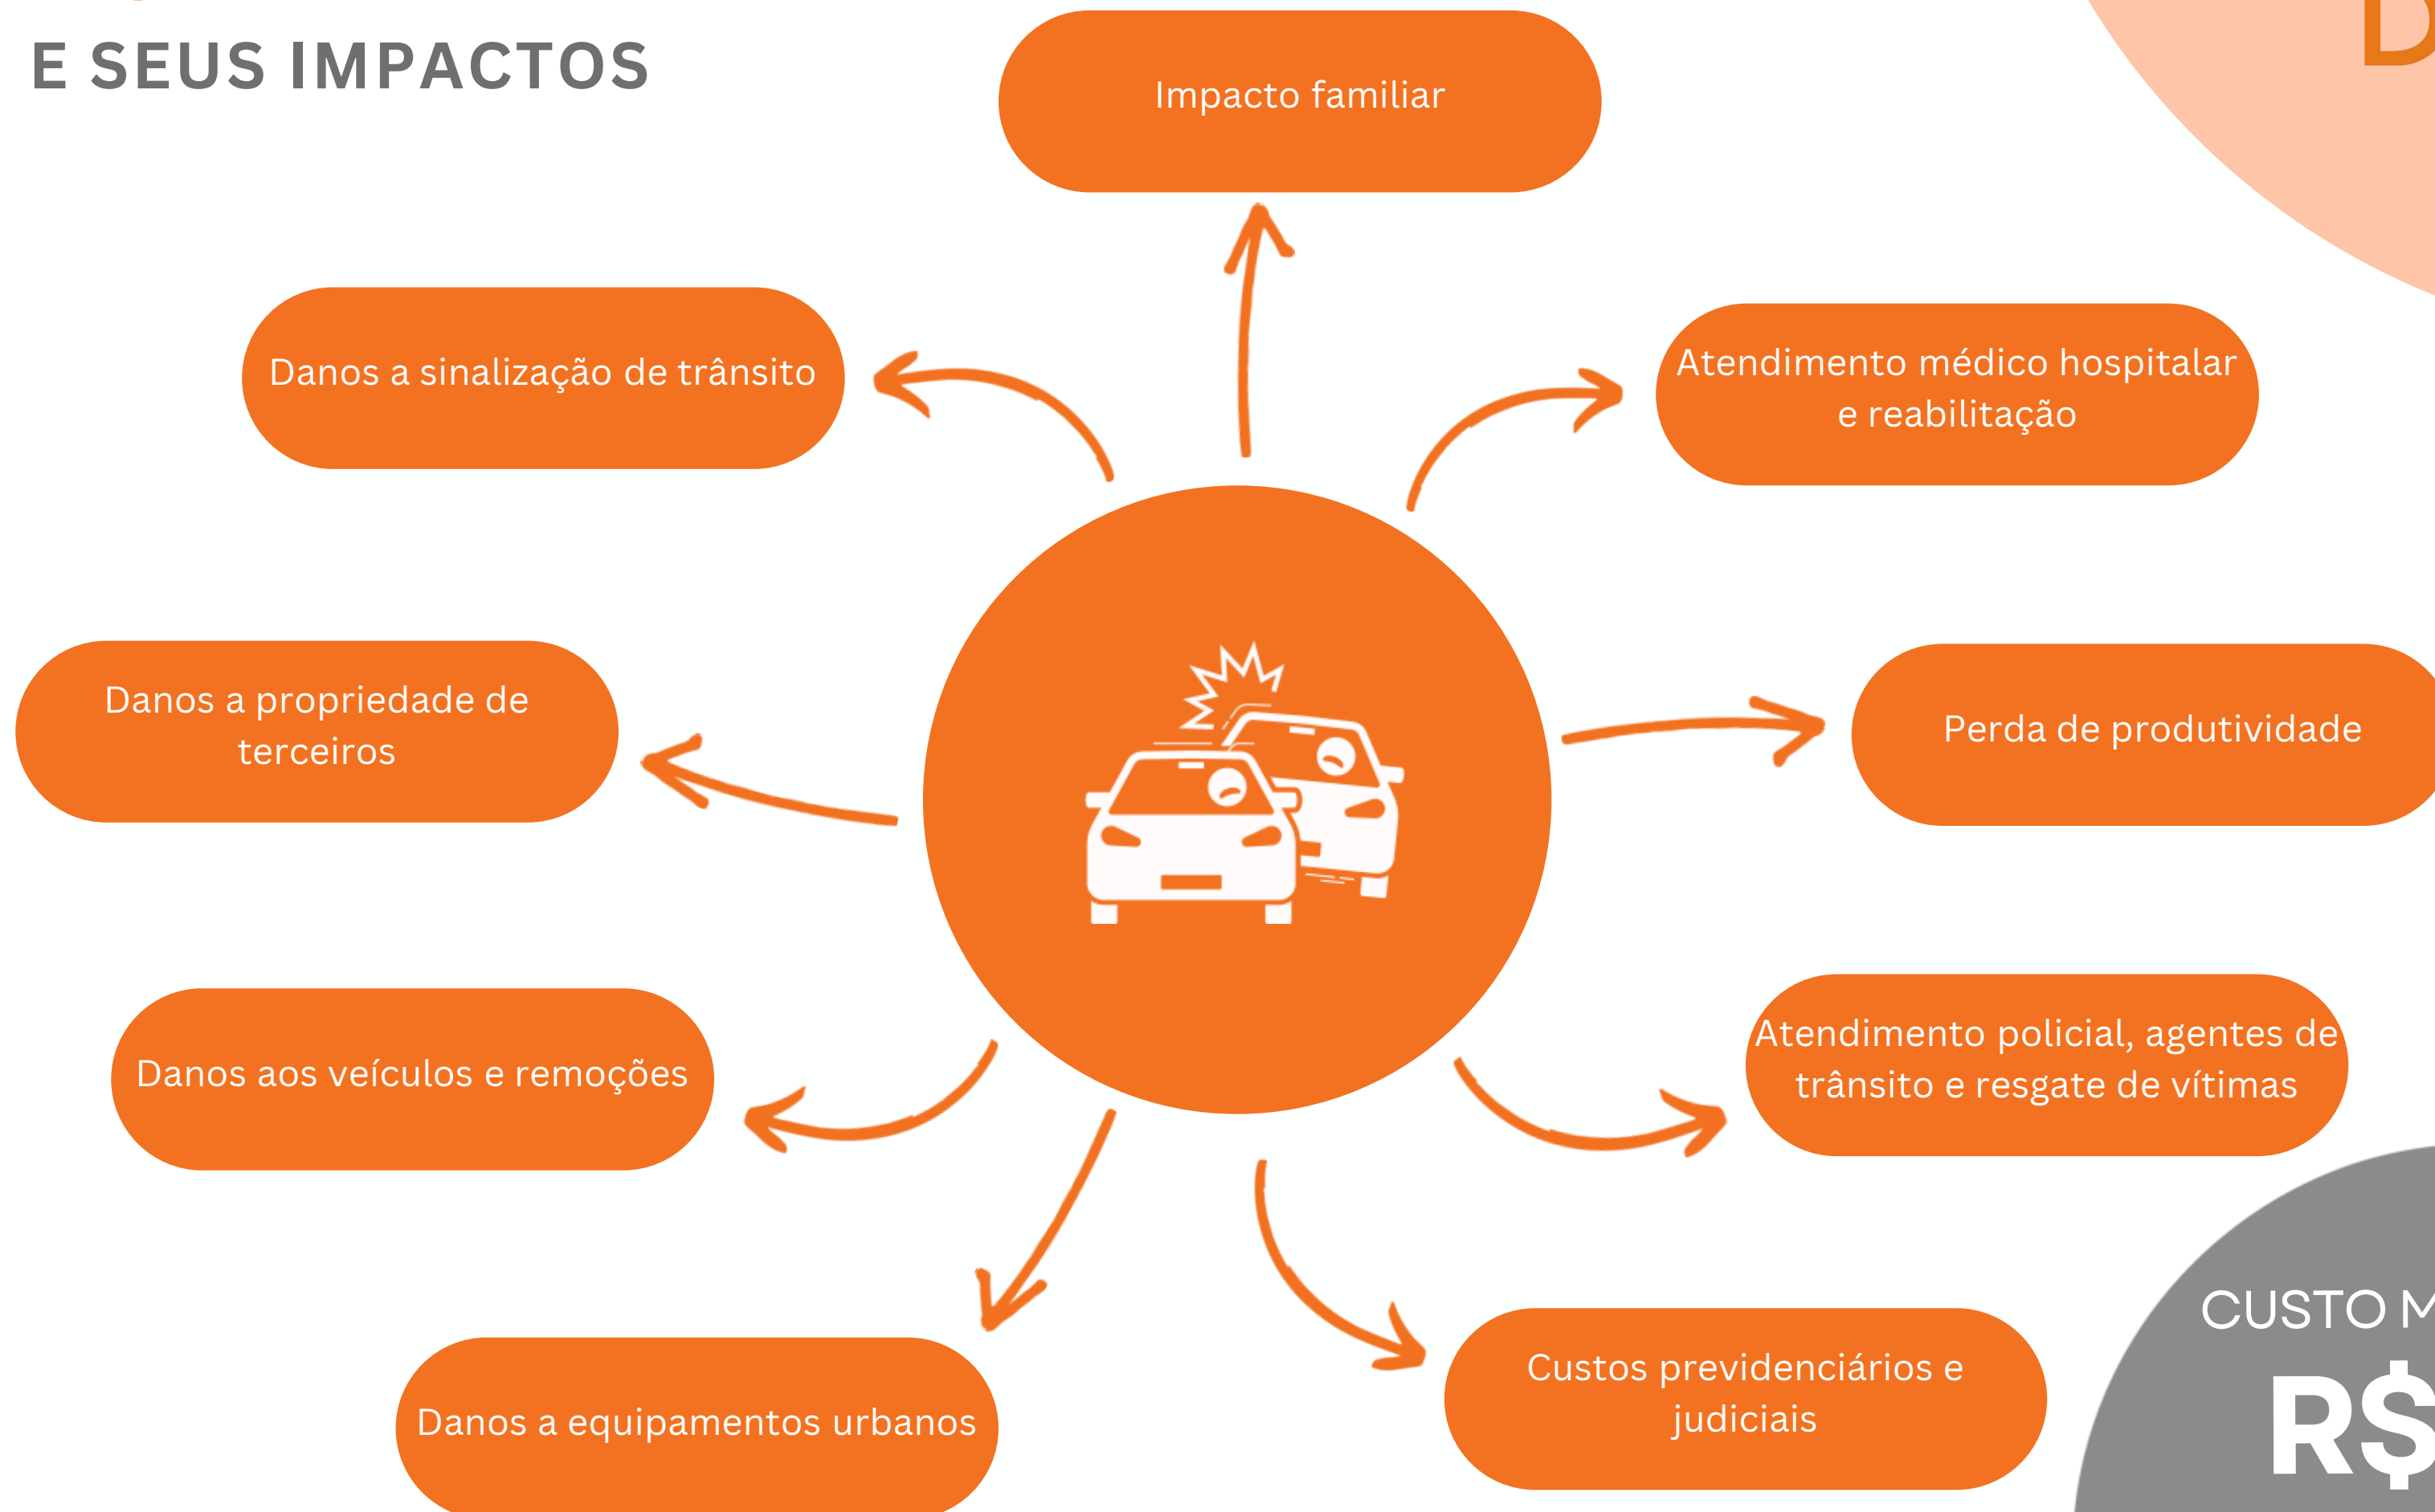 E SEUS IMPACTOS
Impacto familiar
Danos a sinalização de trânsito
Atendimento médico hospitalar
e reabilitação
Danos a propriedade de
terceiros
Perda de produtividade
Danos aos veículos e remoções
Atendimento policial, agentes de
trânsito e resgate de vítimas
Danos a equipamentos urbanos
Custos previdenciários e
judiciais
CUSTO
R$